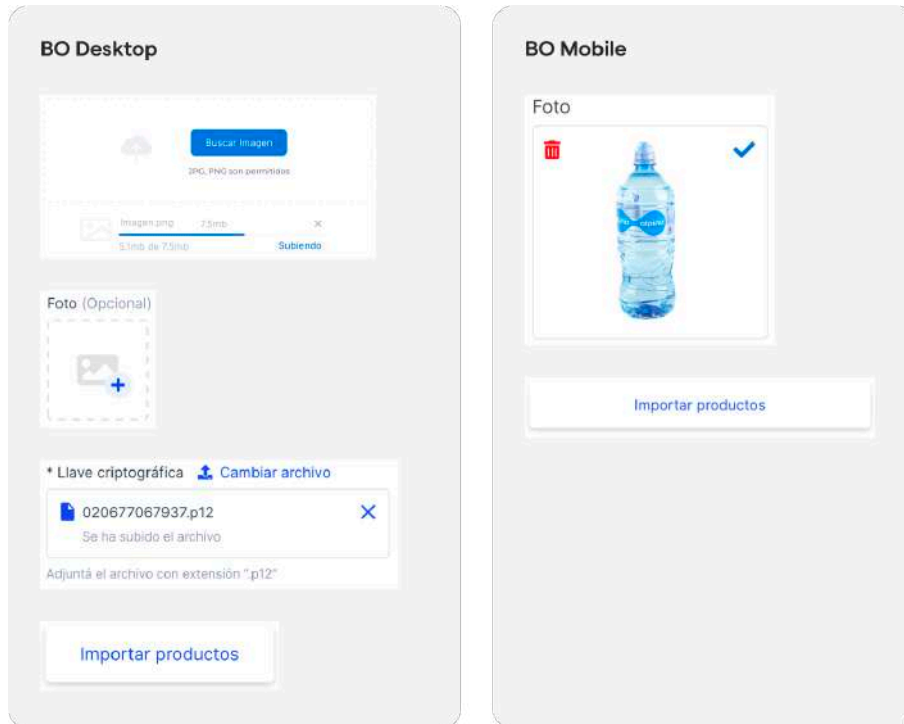 BO Desktop
Buscar Imagen
JPG, PNG son permitidos
Imagen.png 7.5mb
5.1mb de 7.5mb Subiendo
Foto (Opcional)
* Llave criptográfica Cambiar archivo
020677067937.p12
Se ha subido el archivo
Adjuntá el archivo con extensión ".p12"
Importar productos
BO Mobile
Foto
Importar productos